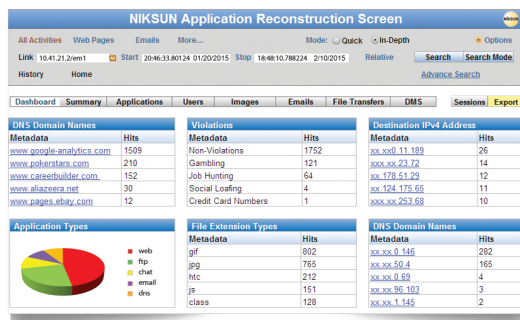 NIKSUN Application Reconstruction Screen
NIKSUN
All Activities Web Pages Emails More... Mode: Quick In-Depth Options
Link 10.41.21.2/em1 Start 20:46:33.80124 01/20/2015 Stop 18:48:10.788224 2/10/2015 Relative Search Search Mode
History Home Advance Search
Dashboard Summary Applications Users Images Emails File Transfers DMS Sessions Export
DNS Domain Names
Metadata Hits
www.google-analytics.com 1509
www.pokerstars.com 210
www.careerbuilder.com 152
www.aliazeera.net 30
www.pages.ebay.com 12
Violations
Metadata Hits
Non-Violations 1752
Gambling 121
Job Hunting 64
Social Loafing 4
Credit Card Numbers 1
Destination IPv4 Address
Metadata Hits
xx.xx0.11.189 26
xxx.xx.23.72 14
xx.178.51.29 12
xx.124.175.65 11
xxx.xx.253.68 10
Application Types
web
ftp
chat
email
dns
File Extension Types
Metadata Hits
gif 802
jpg 765
htc 212
js 151
class 128
DNS Domain Names
Metadata Hits
xx.xx.0.146 282
xx.xx.50.4 165
xx.xx.0.69 4
xx.xx.96.103 3
xx.xx.1.145 2